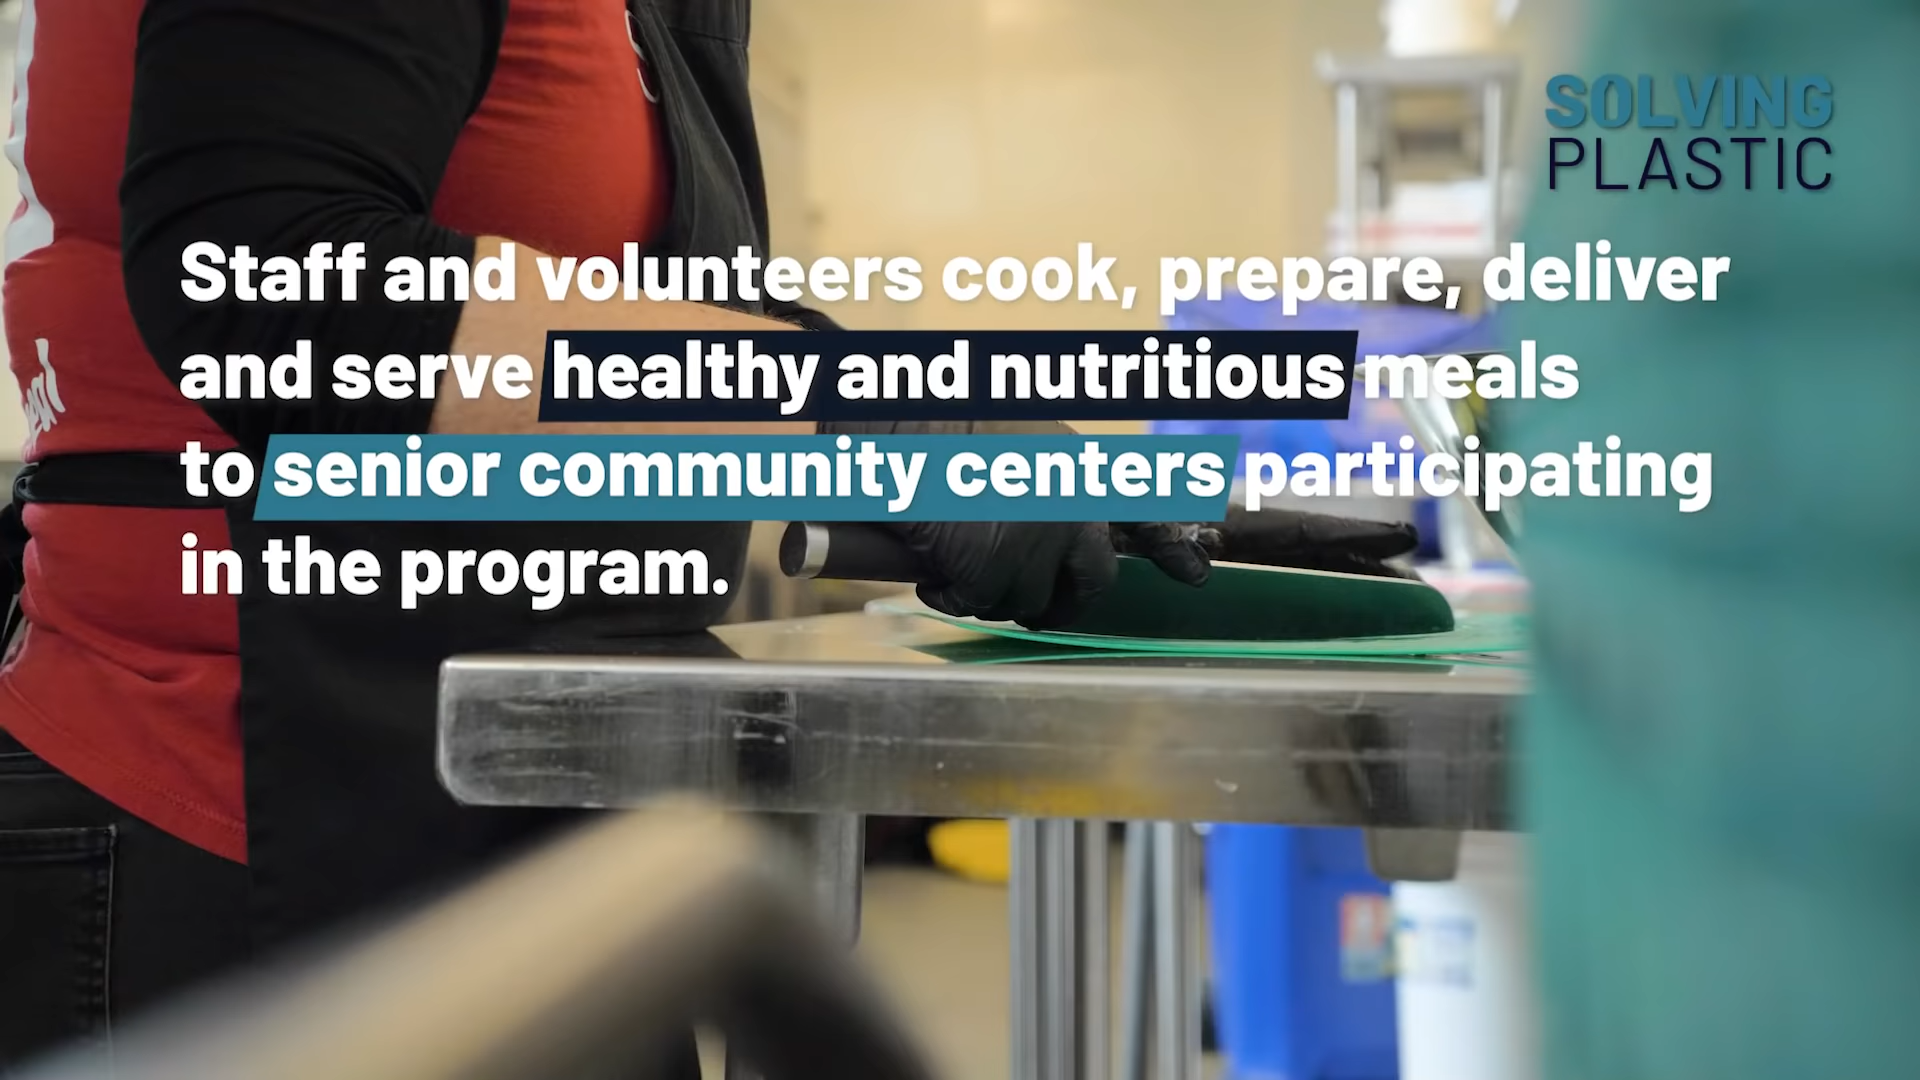 SOLVING
PLASTIC
Staff and volunteers cook, prepare, deliver
and serve healthy and nutritious meals
to senior community centers participating
in the program.